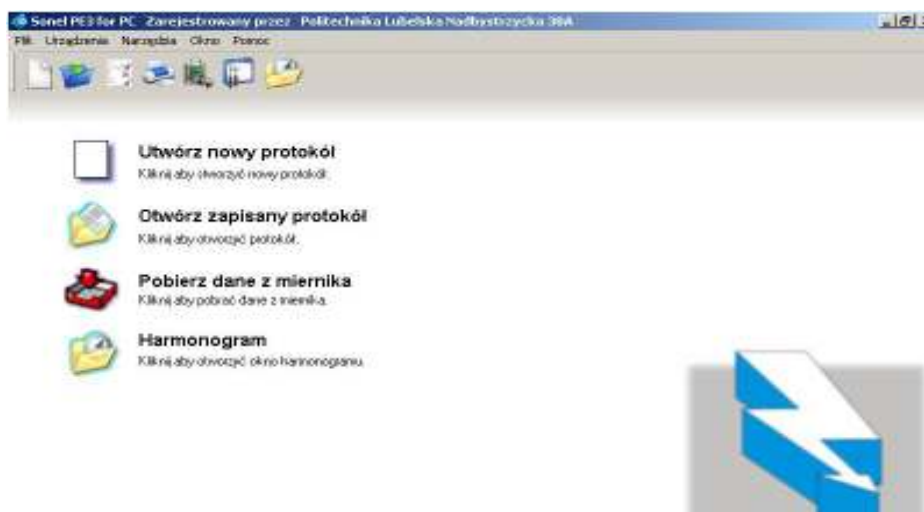 Sonel PE3 for PC Zarejestrowany przez Politechnika Lubelska Nadbystrzycka 38A
Plik Urządzenia Narzędzia Okno Pomoc
Utwórz nowy protokół
Kliknij aby stworzyć nowy protokół.
Otwórz zapisany protokół
Kliknij aby otworzyć protokół.
Pobierz dane z miernika
Kliknij aby pobrać dane z miernika.
Harmonogram
Kliknij aby otworzyć okno harmonogramu.